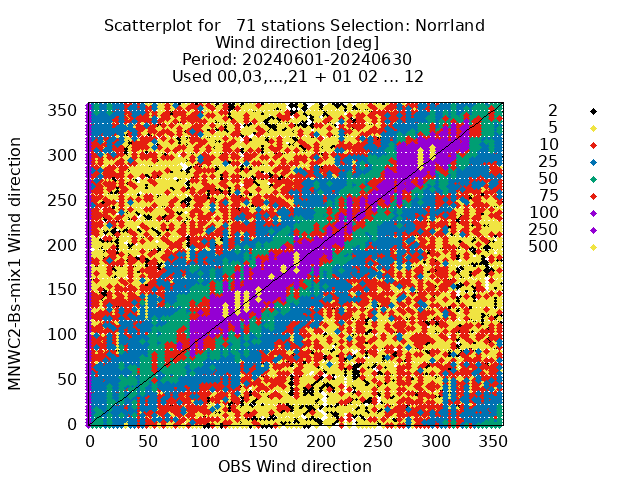 Scatterplot for   71 stations Selection: Norrland
Wind direction [deg]
Period: 20240601-20240630
Used 00,03,...,21 + 01 02 ... 12
350
300
250
200
150
100
50
0
MNWC2-Bs-mix1 Wind direction
0 50 100 150 200 250 300 350
OBS Wind direction
2
5
10
25
50
75
100
250
500